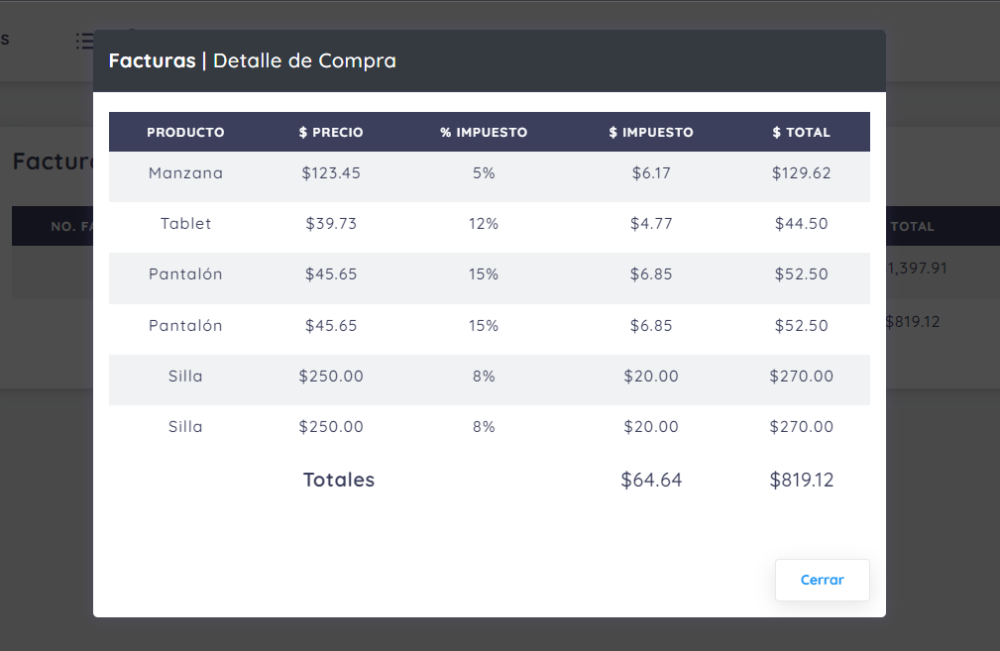 S
Facturas | Detalle de Compra
PRODUCTO $ PRECIO % IMPUESTO $ IMPUESTO $ TOTAL
Manzana $123.45 5% $6.17 $129.62
Tablet $39.73 12% $4.77 $44.50
Pantalón $45.65 15% $6.85 $52.50
Pantalón $45.65 15% $6.85 $52.50
Silla $250.00 8% $20.00 $270.00
Silla $250.00 8% $20.00 $270.00
Totales $64.64 $819.12
Cerrar
Factura
NO. FA
TOTAL
1,397.91
$819.12